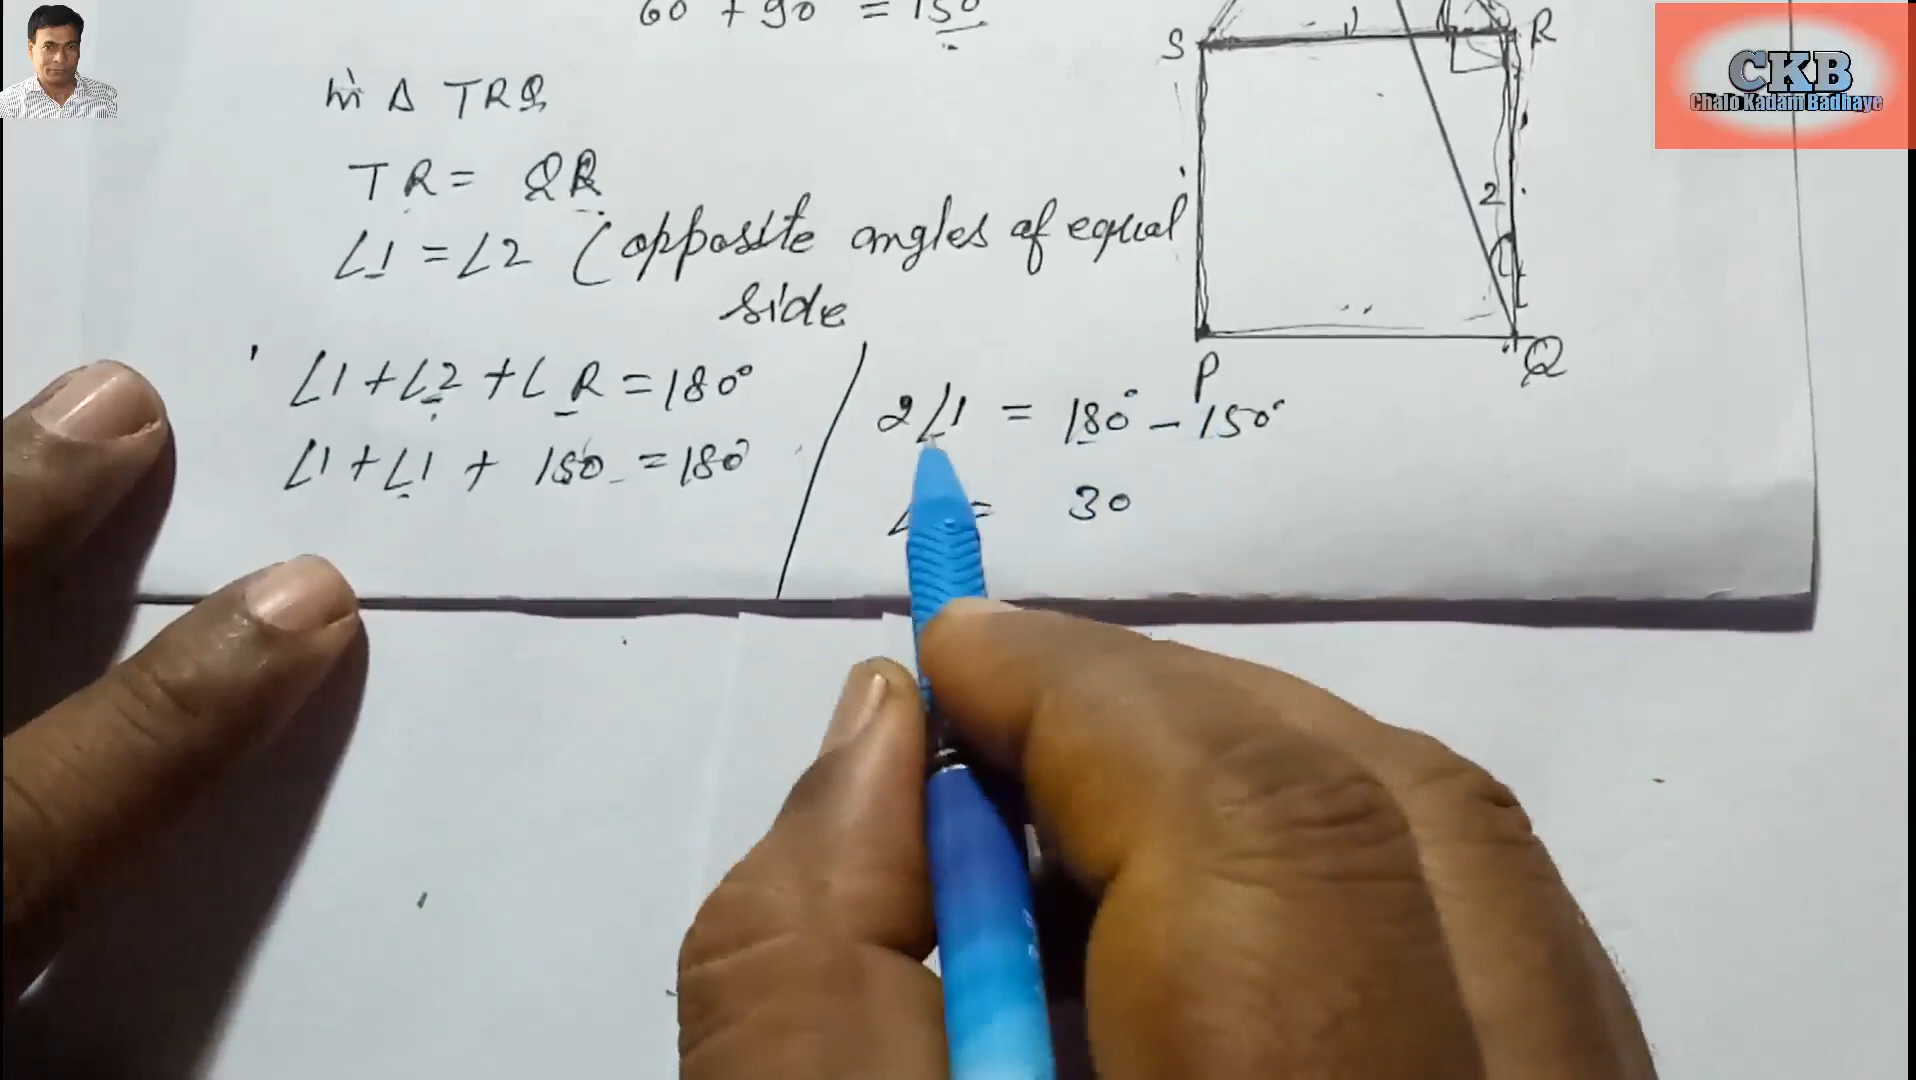 60 + 90 = 150
in Δ TRQ
TR = QR
∠1 = ∠2 (opposite angles of equal
side
∠1 + ∠2 + ∠R = 180°
∠1 + ∠1 + 150 = 180
2∠1 = 180° - 150°
= 30
S
R
1
2
P
Q
CKB
Chalo Kadam Badhaye